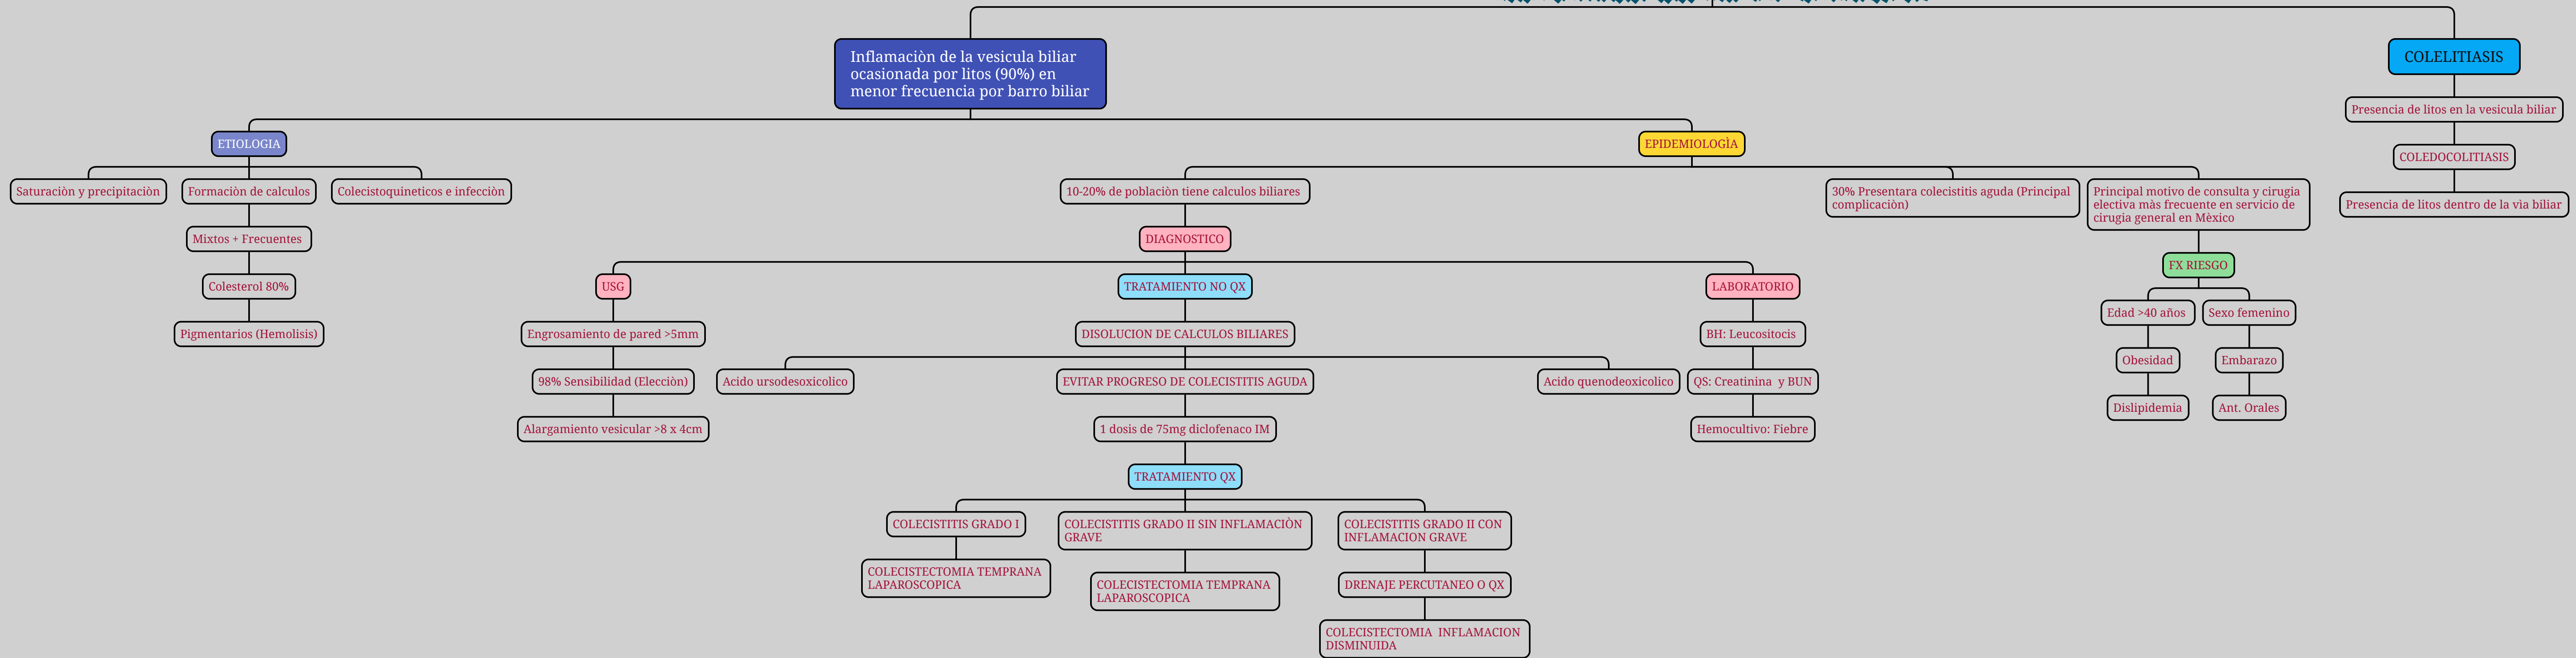 Inflamaciòn de la vesicula biliar
ocasionada por litos (90%) en
menor frecuencia por barro biliar
COLELITIASIS
Presencia de litos en la vesicula biliar
COLEDOCOLITIASIS
Presencia de litos dentro de la vìa biliar
ETIOLOGIA
Saturaciòn y precipitaciòn
Formaciòn de calculos
Colecistoquineticos e infecciòn
Mixtos + Frecuentes
Colesterol 80%
Pigmentarios (Hemolisis)
EPIDEMIOLOGÌA
10-20% de poblaciòn tiene calculos biliares
30% Presentara colecistitis aguda (Principal
complicaciòn)
Principal motivo de consulta y cirugia
electiva màs frecuente en servicio de
cirugia general en Mèxico
DIAGNOSTICO
USG
Engrosamiento de pared >5mm
98% Sensibilidad (Elecciòn)
Alargamiento vesicular >8 x 4cm
TRATAMIENTO NO QX
DISOLUCION DE CALCULOS BILIARES
Acido ursodesoxicolico
EVITAR PROGRESO DE COLECISTITIS AGUDA
Acido quenodeoxicolico
1 dosis de 75mg diclofenaco IM
LABORATORIO
BH: Leucositocis
QS: Creatinina y BUN
Hemocultivo: Fiebre
FX RIESGO
Edad >40 años
Sexo femenino
Obesidad
Embarazo
Dislipidemia
Ant. Orales
TRATAMIENTO QX
COLECISTITIS GRADO I
COLECISTECTOMIA TEMPRANA
LAPAROSCOPICA
COLECISTITIS GRADO II SIN INFLAMACIÒN
GRAVE
COLECISTECTOMIA TEMPRANA
LAPAROSCOPICA
COLECISTITIS GRADO II CON
INFLAMACION GRAVE
DRENAJE PERCUTANEO O QX
COLECISTECTOMIA INFLAMACION
DISMINUIDA